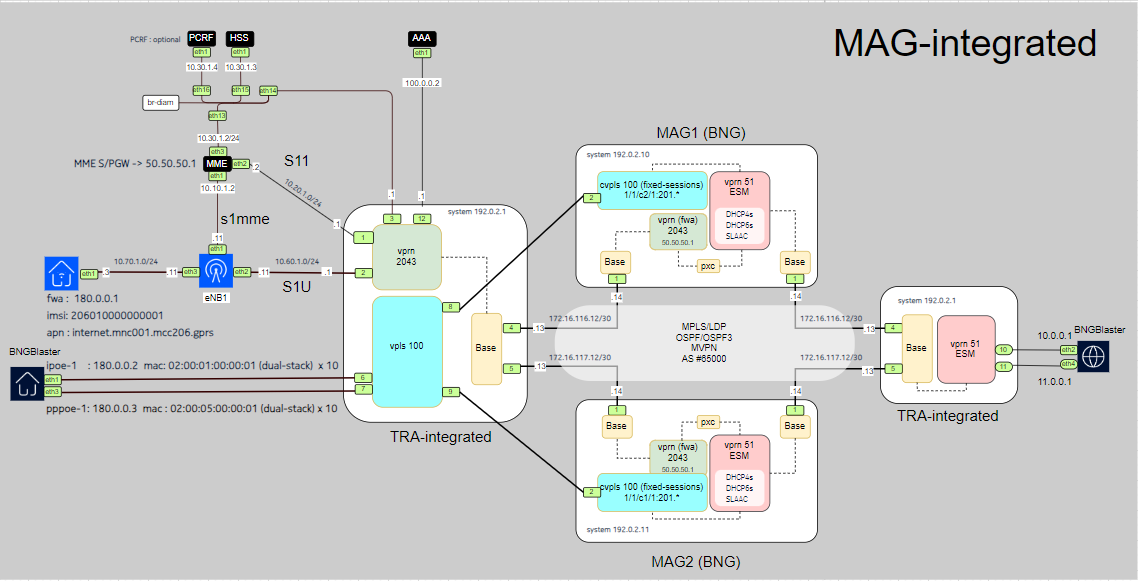 MAG-integrated
PCRF : optional
PCRF
HSS
AAA
eth1
eth1
eth1
10.30.1.4
10.30.1.3
100.0.0.2
eth16
eth15
eth14
br-diam
eth13
10.30.1.2/24
eth3
MME S/PGW -> 50.50.50.1
MME
eth2
.2
S11
eth1
10.10.1.2
10.20.1.0/24
s1mme
.1
.1
.1
.11
eth1
10.70.1.0/24
eth1
.3
.11
eth3
eth2
.11
10.60.1.0/24
.1
S1U
eNB1
fwa : 180.0.0.1
imsi: 206010000000001
apn : internet.mnc001.mcc206.gprs
BNGBlaster
ipoe-1 : 180.0.0.2 mac: 02:00:01:00:00:01 (dual-stack) x 10
eth1
eth3
pppoe-1: 180.0.0.3 mac : 02:00:05:00:00:01 (dual-stack) x 10
system 192.0.2.1
3
12
1
2
vprn
2043
8
vpls 100
6
7
9
Base
4
.13
5
.13
TRA-integrated
MAG1 (BNG)
system 192.0.2.10
2
cvpls 100 (fixed-sessions)
1/1/c2/1:201.*
vprn 51
ESM
DHCP4s
DHCP6s
SLAAC
vprn (fwa)
2043
50.50.50.1
pxc
Base
Base
1
1
.14
.14
172.16.116.12/30
172.16.116.12/30
MPLS/LDP
OSPF/OSPF3
MVPN
AS #65000
172.16.117.12/30
172.16.117.12/30
.14
.14
1
1
Base
Base
pxc
vprn (fwa)
2043
50.50.50.1
vprn 51
ESM
DHCP4s
DHCP6s
SLAAC
2
cvpls 100 (fixed-sessions)
1/1/c1/1:201.*
system 192.0.2.11
MAG2 (BNG)
system 192.0.2.1
.13
4
.13
5
Base
vprn 51
ESM
10
11
10.0.0.1
BNGBlaster
eth2
eth4
11.0.0.1
TRA-integrated